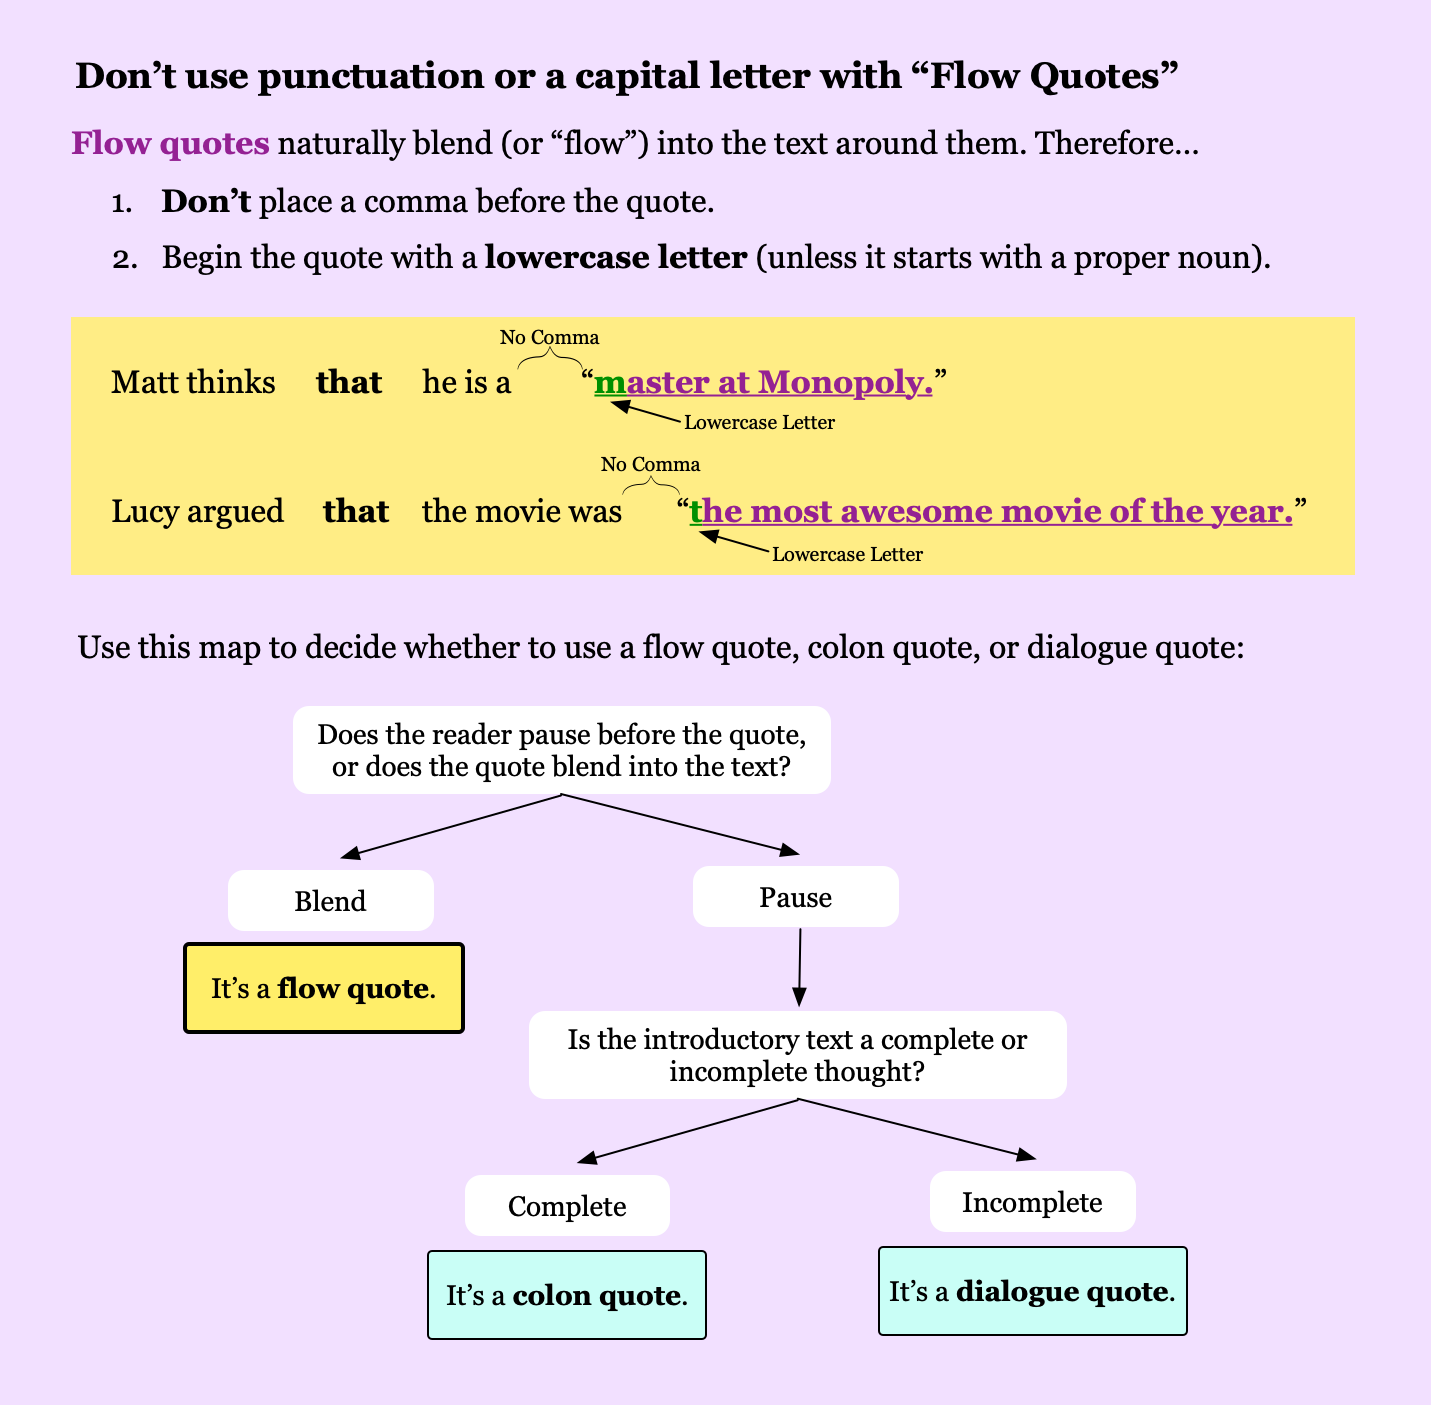 Don’t use punctuation or a capital letter with “Flow Quotes”
Flow quotes naturally blend (or “flow”) into the text around them. Therefore...
1. Don’t place a comma before the quote.
2. Begin the quote with a lowercase letter (unless it starts with a proper noun).
No Comma
Matt thinks that he is a “master at Monopoly.”
Lowercase Letter
No Comma
Lucy argued that the movie was “the most awesome movie of the year.”
Lowercase Letter
Use this map to decide whether to use a flow quote, colon quote, or dialogue quote:
Does the reader pause before the quote,
or does the quote blend into the text?
Blend
Pause
It’s a flow quote.
Is the introductory text a complete or
incomplete thought?
Complete
Incomplete
It’s a colon quote.
It’s a dialogue quote.